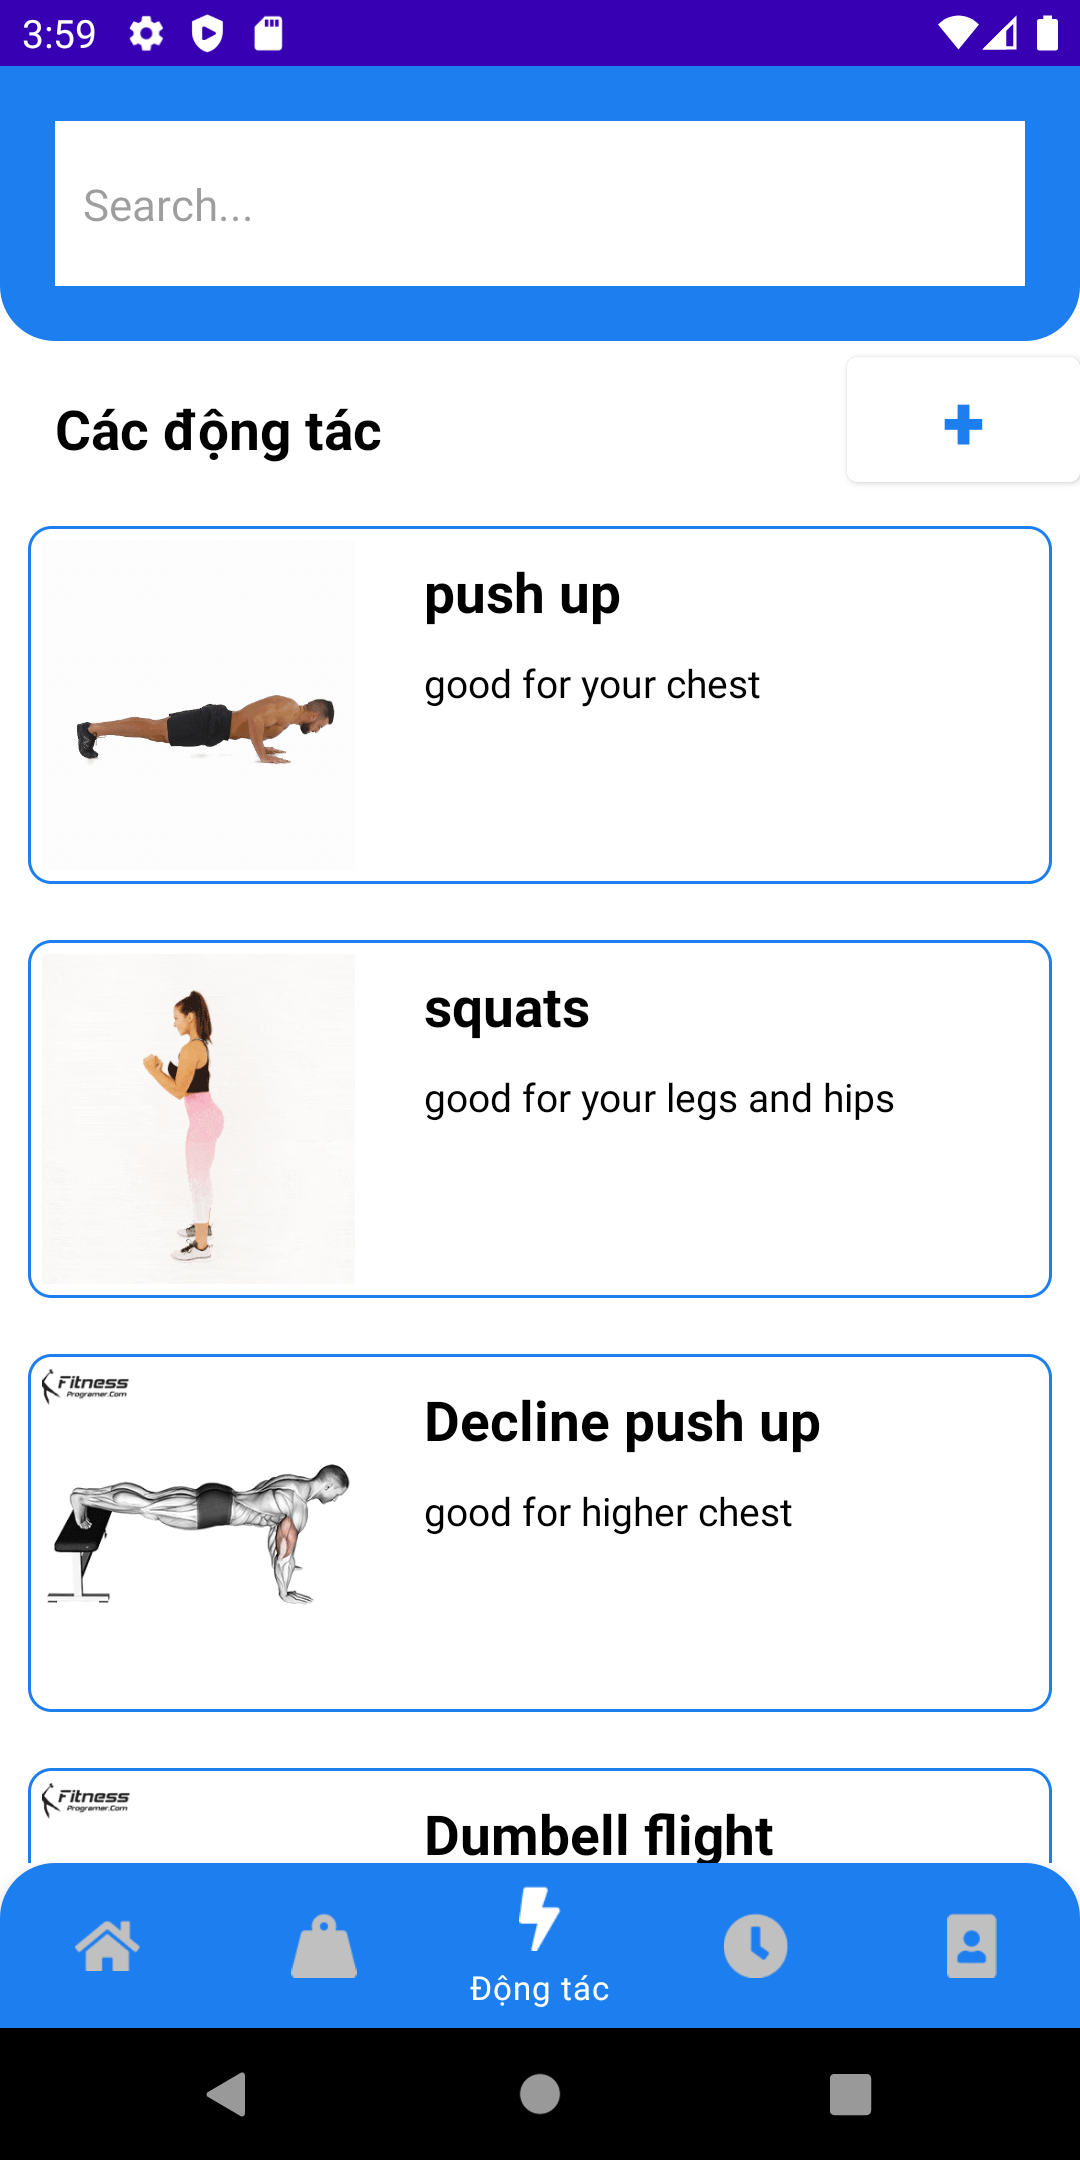 3:59
Search...
Các động tác
push up
good for your chest
squats
good for your legs and hips
Fitness
Programer.Com
Decline push up
good for higher chest
Fitness
Programer.Com
Dumbell flight
Động tác